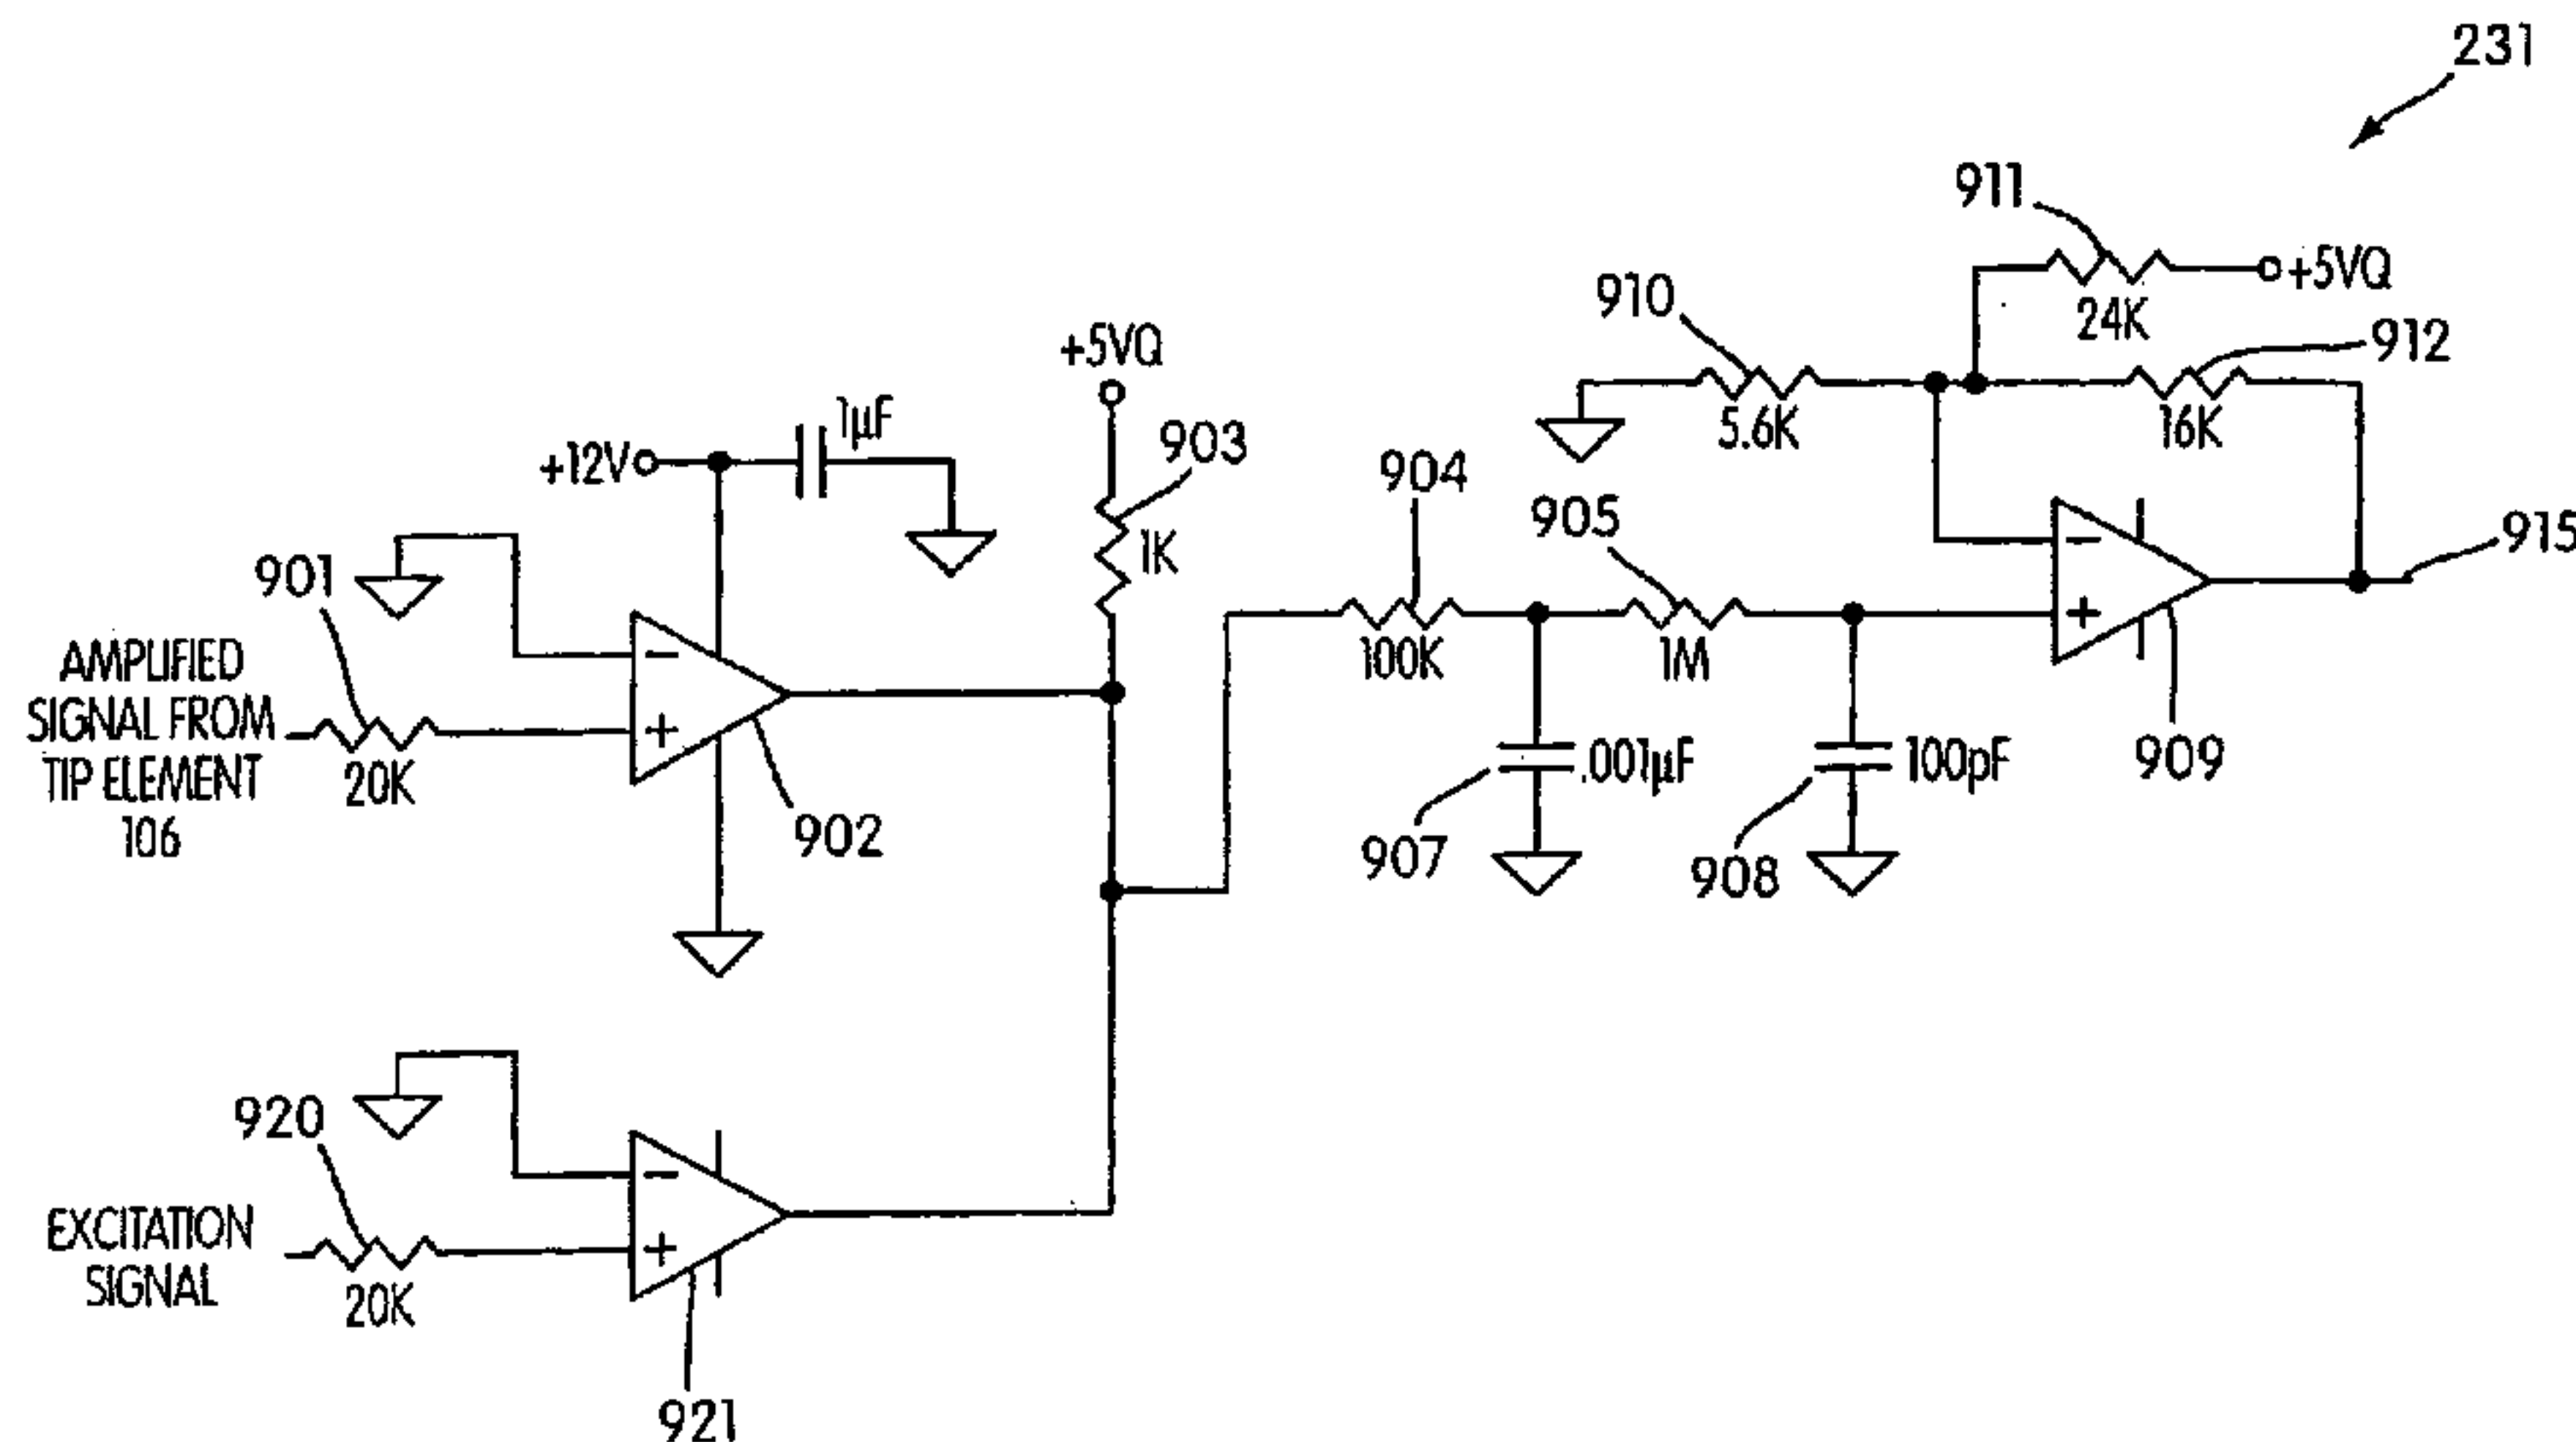 231
911
+5VQ
24K
910
912
5.6K
16K
+5VQ
1µF
+12V
903
1K
904
905
915
100K
1M
901
20K
AMPLIFIED
SIGNAL FROM
TIP ELEMENT
106
-
+
902
.001µF
100pF
907
908
-
+
909
920
20K
EXCITATION
SIGNAL
-
+
921